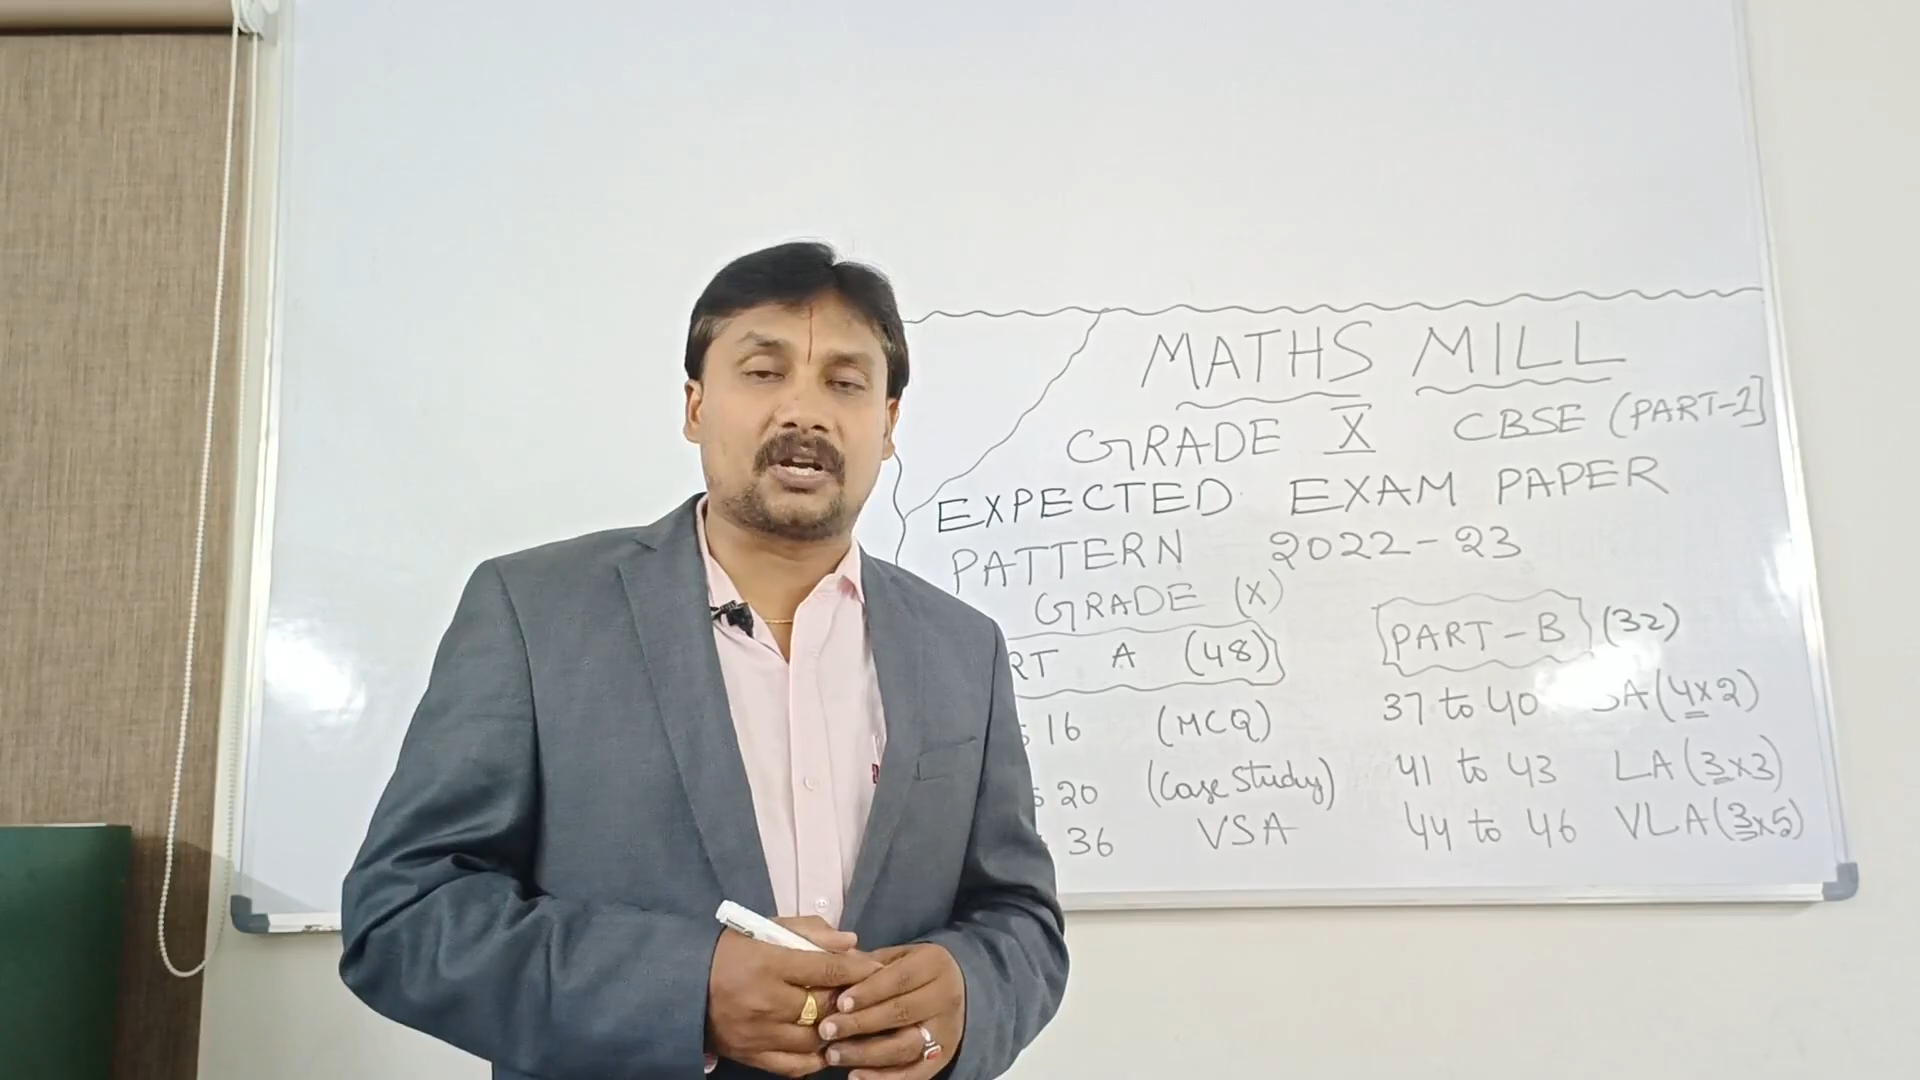 MATHS MILL
GRADE X CBSE (PART-1]
EXPECTED EXAM PAPER
PATTERN 2022-23
GRADE (X)
RT A (48)
16 (MCQ)
20 (Case Study)
36 VSA
PART-B (32)
37 to 40 SA (4x2)
41 to 43 LA (3x3)
44 to 46 VLA (3x5)